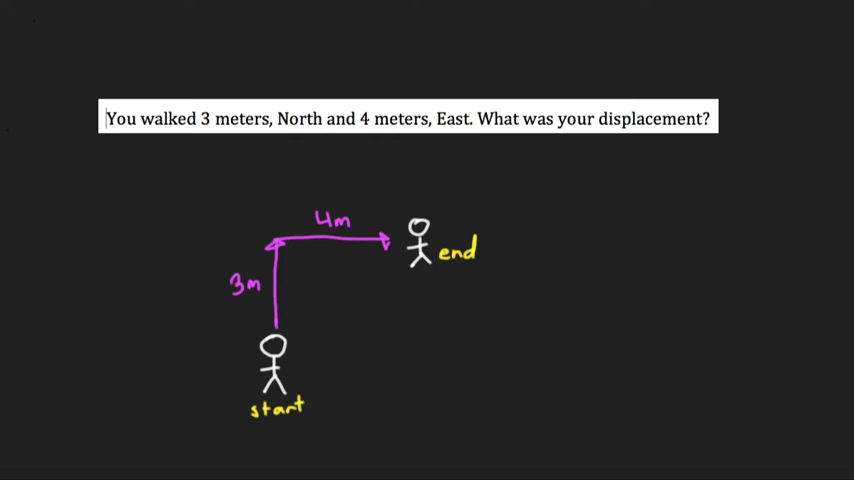 You walked 3 meters, North and 4 meters, East. What was your displacement?
4m
end
3m
start